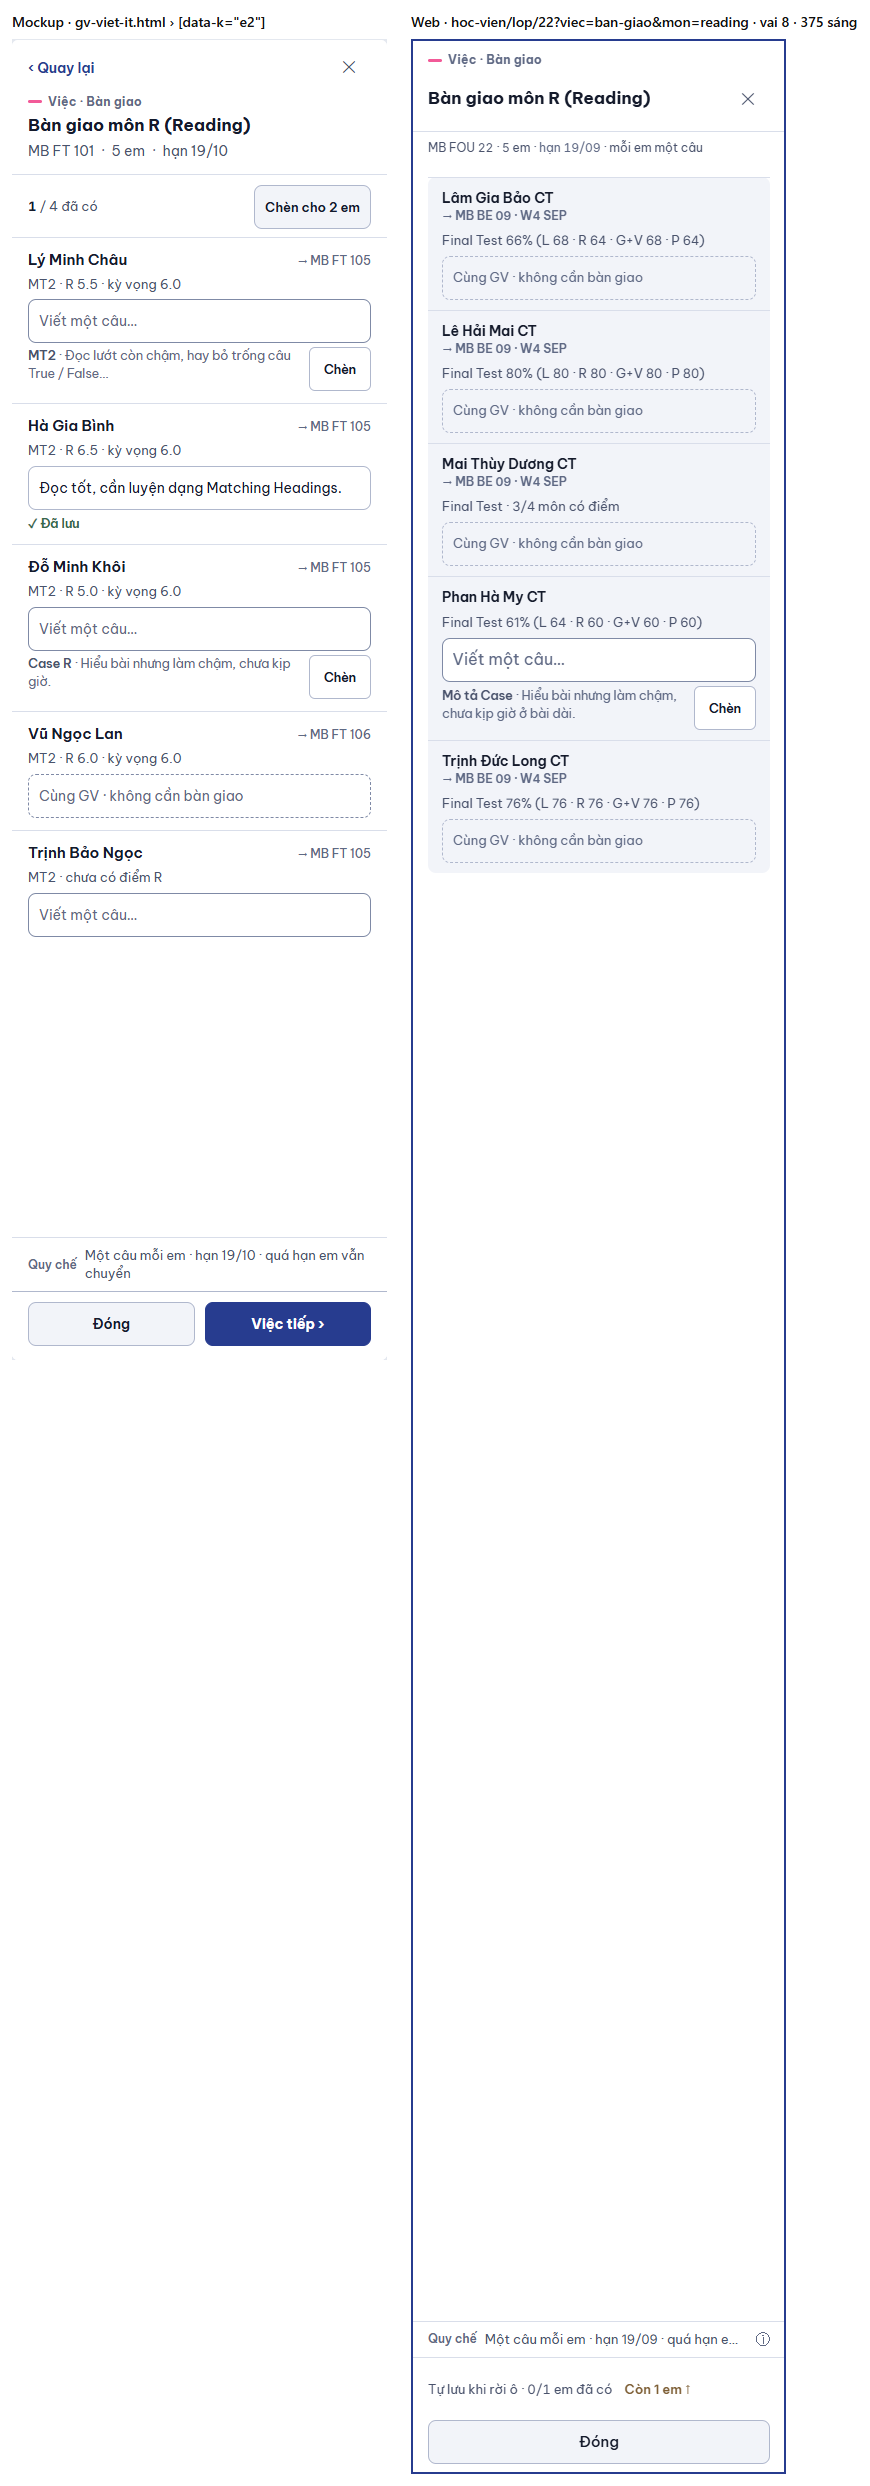 Mockup · gv-viet-it.html › [data-k="e2"]
‹ Quay lại
Việc · Bàn giao
Bàn giao môn R (Reading)
MB FT 101 · 5 em · hạn 19/10
1 / 4 đã có
Chèn cho 2 em
Lý Minh Châu
→ MB FT 105
MT2 · R 5.5 · kỳ vọng 6.0
Viết một câu...
MT2 · Đọc lướt còn chậm, hay bỏ trống câu
True / False...
Chèn
Hà Gia Bình
→ MB FT 105
MT2 · R 6.5 · kỳ vọng 6.0
Đọc tốt, cần luyện dạng Matching Headings.
✓ Đã lưu
Đỗ Minh Khôi
→ MB FT 105
MT2 · R 5.0 · kỳ vọng 6.0
Viết một câu...
Case R · Hiểu bài nhưng làm chậm, chưa kịp
giờ.
Chèn
Vũ Ngọc Lan
→ MB FT 106
MT2 · R 6.0 · kỳ vọng 6.0
Cùng GV · không cần bàn giao
Trịnh Bảo Ngọc
→ MB FT 105
MT2 · chưa có điểm R
Viết một câu...
Quy chế
Một câu mỗi em · hạn 19/10 · quá hạn em vẫn
chuyển
Đóng
Việc tiếp ›
Web · hoc-vien/lop/22?viec=ban-giao&mon=reading · vai 8 · 375 sáng
Việc · Bàn giao
Bàn giao môn R (Reading)
MB FOU 22 · 5 em · hạn 19/09 · mỗi em một câu
Lâm Gia Bảo CT
→ MB BE 09 · W4 SEP
Final Test 66% (L 68 · R 64 · G+V 68 · P 64)
Cùng GV · không cần bàn giao
Lê Hải Mai CT
→ MB BE 09 · W4 SEP
Final Test 80% (L 80 · R 80 · G+V 80 · P 80)
Cùng GV · không cần bàn giao
Mai Thùy Dương CT
→ MB BE 09 · W4 SEP
Final Test · 3/4 môn có điểm
Cùng GV · không cần bàn giao
Phan Hà My CT
Final Test 61% (L 64 · R 60 · G+V 60 · P 60)
Viết một câu...
Mô tả Case · Hiểu bài nhưng làm chậm,
chưa kịp giờ ở bài dài.
Chèn
Trịnh Đức Long CT
→ MB BE 09 · W4 SEP
Final Test 76% (L 76 · R 76 · G+V 76 · P 76)
Cùng GV · không cần bàn giao
Quy chế Một câu mỗi em · hạn 19/09 · quá hạn e...
Tự lưu khi rời ô · 0/1 em đã có Còn 1 em ↑
Đóng